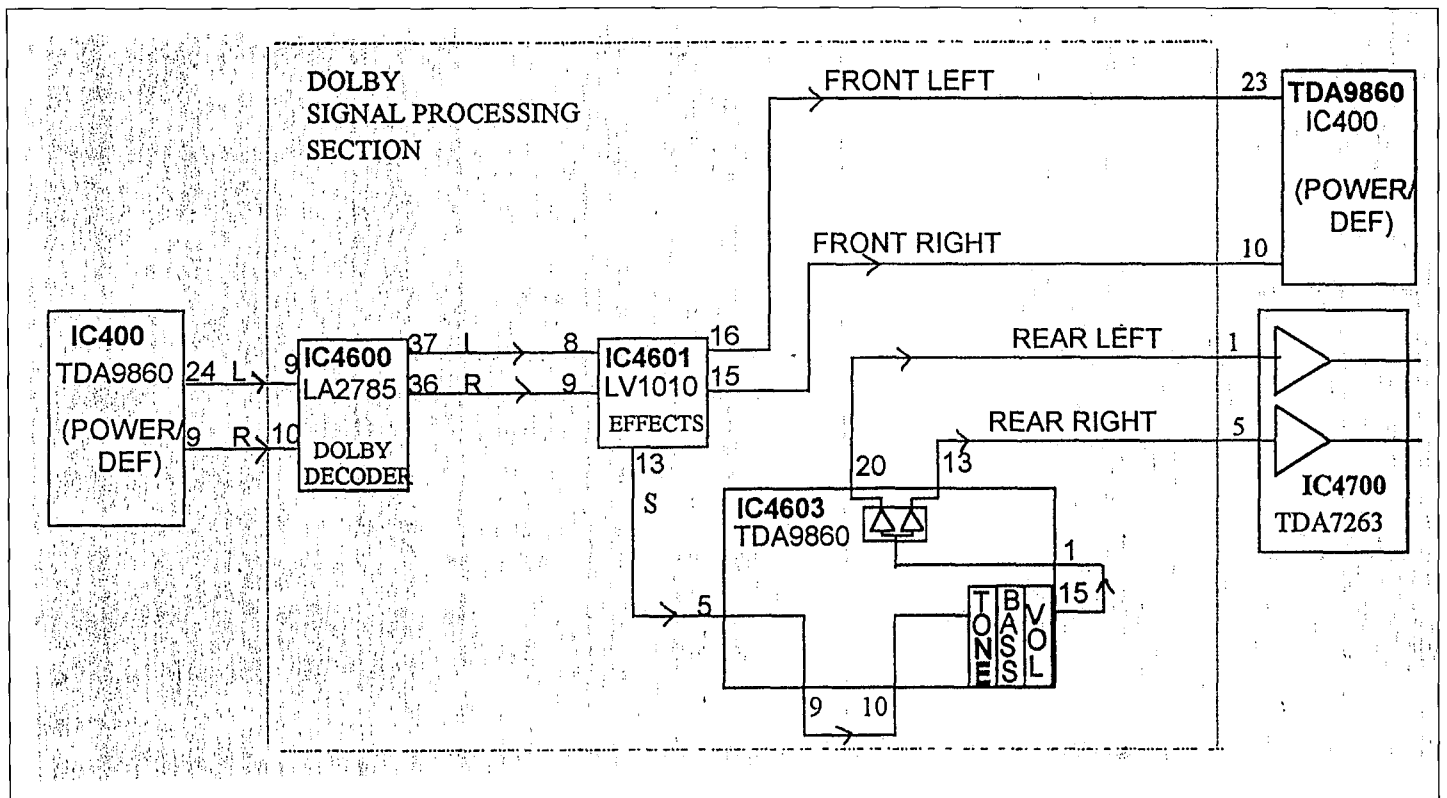 DOLBY
SIGNAL PROCESSING
SECTION
FRONT LEFT
23
TDA9860
IC400
(POWER/
DEF)
FRONT RIGHT
10
IC400
TDA9860
(POWER/
DEF)
24 L
9 R
9
10
IC4600
LA2785
DOLBY
DECODER
37 L
36 R
8
9
IC4601
LV1010
EFFECTS
16
15
13
S
REAR LEFT
1
REAR RIGHT
5
IC4700
TDA7263
20
13
IC4603
TDA9860
1
15
5
TONE
BASS
VOL
9
10